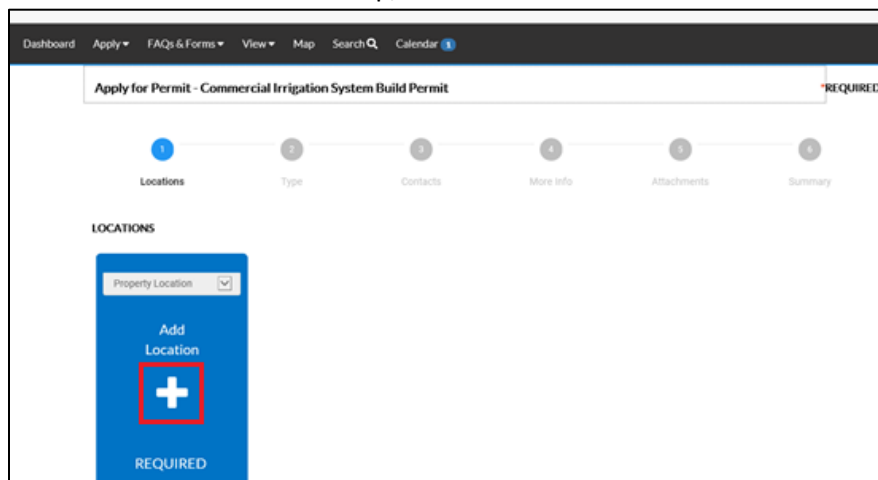 Dashboard Apply FAQs & Forms View Map Search Calendar 1
Apply for Permit - Commercial Irrigation System Build Permit *REQUIRED
1 2 3 4 5 6
Locations Type Contacts More Info Attachments Summary
LOCATIONS
Property Location
Add
Location
REQUIRED